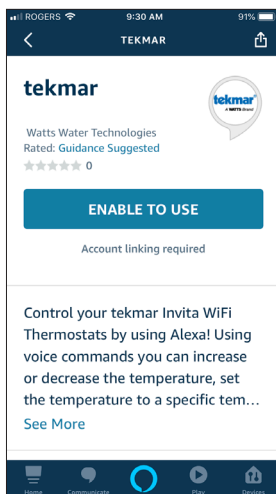 ROGERS 9:30 AM 91%
TEKMAR
tekmar
tekmar
A WATTS Brand
Watts Water Technologies
Rated: Guidance Suggested
0
ENABLE TO USE
Account linking required
Control your tekmar Invita WiFi
Thermostats by using Alexa! Using
voice commands you can increase
or decrease the temperature, set
the temperature to a specific tem...
See More
Home Communicate Play Devices